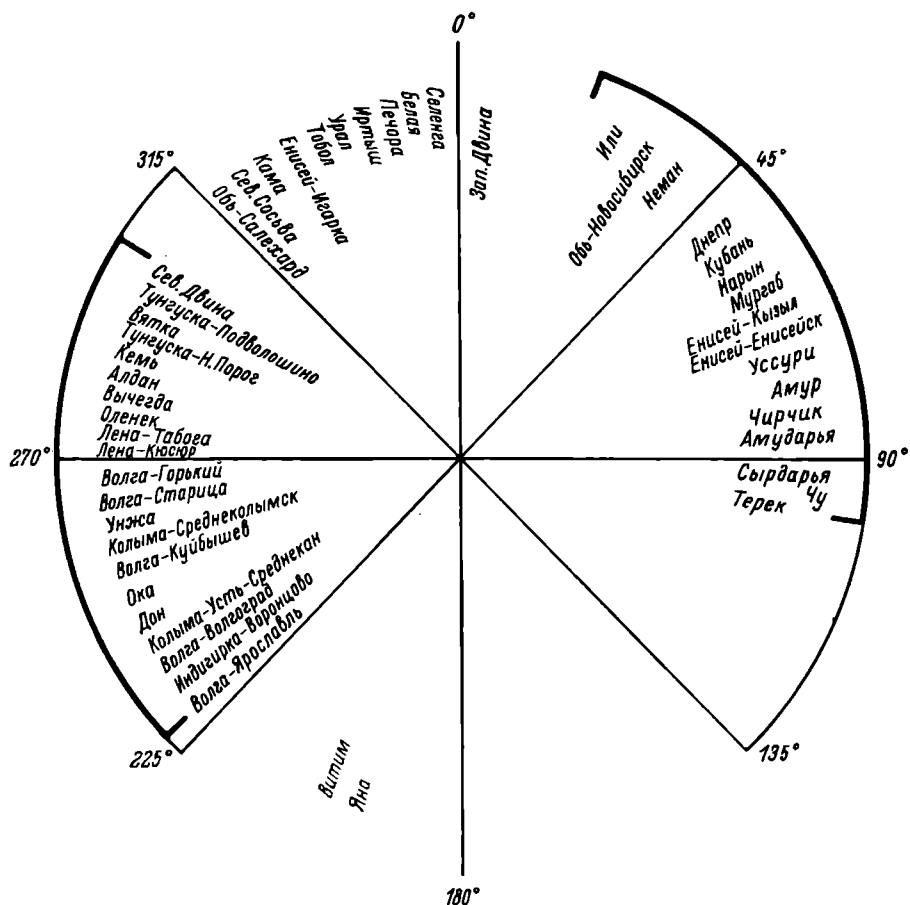 0°
Селенга
Белая
Печора
Иртыш
Урал
Тобол
Енисей-Игарка
Кама
Сев. Сосьва
Обь-Салехард
315°
Зап. Двина
Или
Обь-Новосибирск
Неман
45°
Днепр
Кубань
Нарын
Мургаб
Енисей-Кызыл
Енисей-Енисейск
Уссури
Амур
Чирчик
Амударья
90°
Сырдарья
Чу
Терек
135°
Сев. Двина
Тунгуска-Подволошино
Вятка
Тунгуска-Н. Порог
Кемь
Алдан
Вычегда
Оленек
Лена-Табога
Лена-Кюсюр
270°
Волга-Горький
Волга-Старица
Унжа
Колыма-Среднеколымск
Волга-Куйбышев
Ока
Дон
Колыма-Усть-Среднекан
Волга-Волгоград
Индигирка-Воронцово
Волга-Ярославль
225°
Витим
Яна
180°